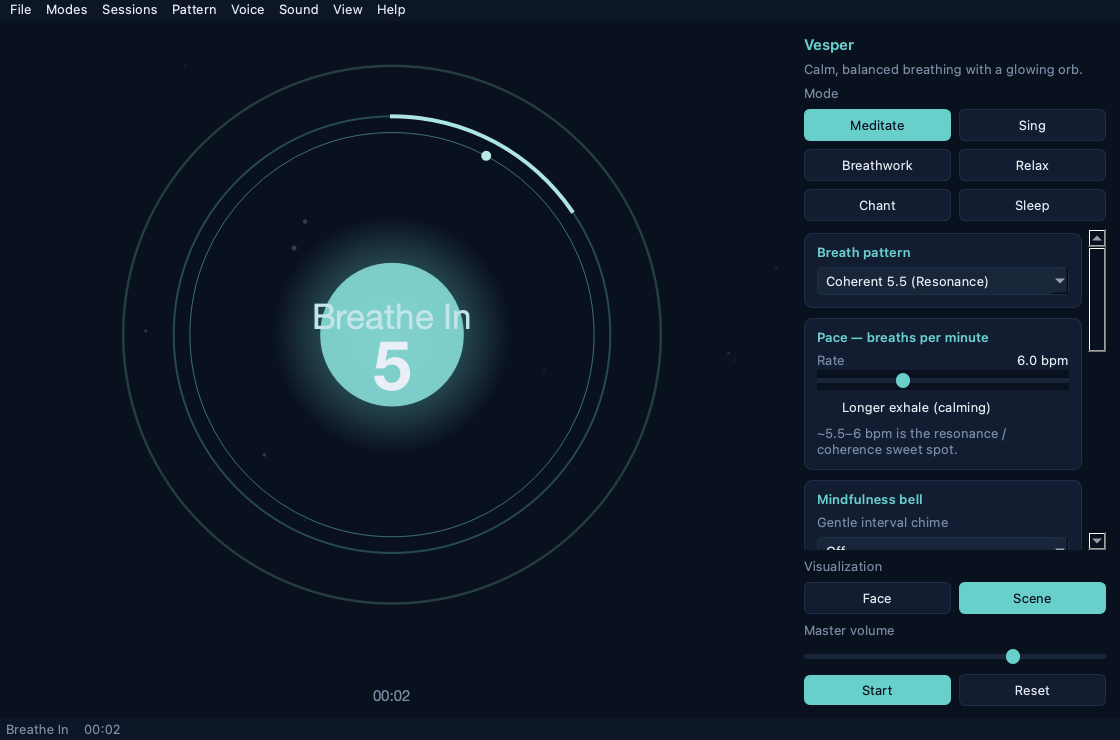 File Modes Sessions Pattern Voice Sound View Help
Breathe In
5
00:02
Vesper
Calm, balanced breathing with a glowing orb.
Mode
Meditate Sing
Breathwork Relax
Chant Sleep
Breath pattern
Coherent 5.5 (Resonance)
Pace — breaths per minute
Rate 6.0 bpm
Longer exhale (calming)
~5.5–6 bpm is the resonance /
coherence sweet spot.
Mindfulness bell
Gentle interval chime
Off
Visualization
Face Scene
Master volume
Start Reset
Breathe In 00:02